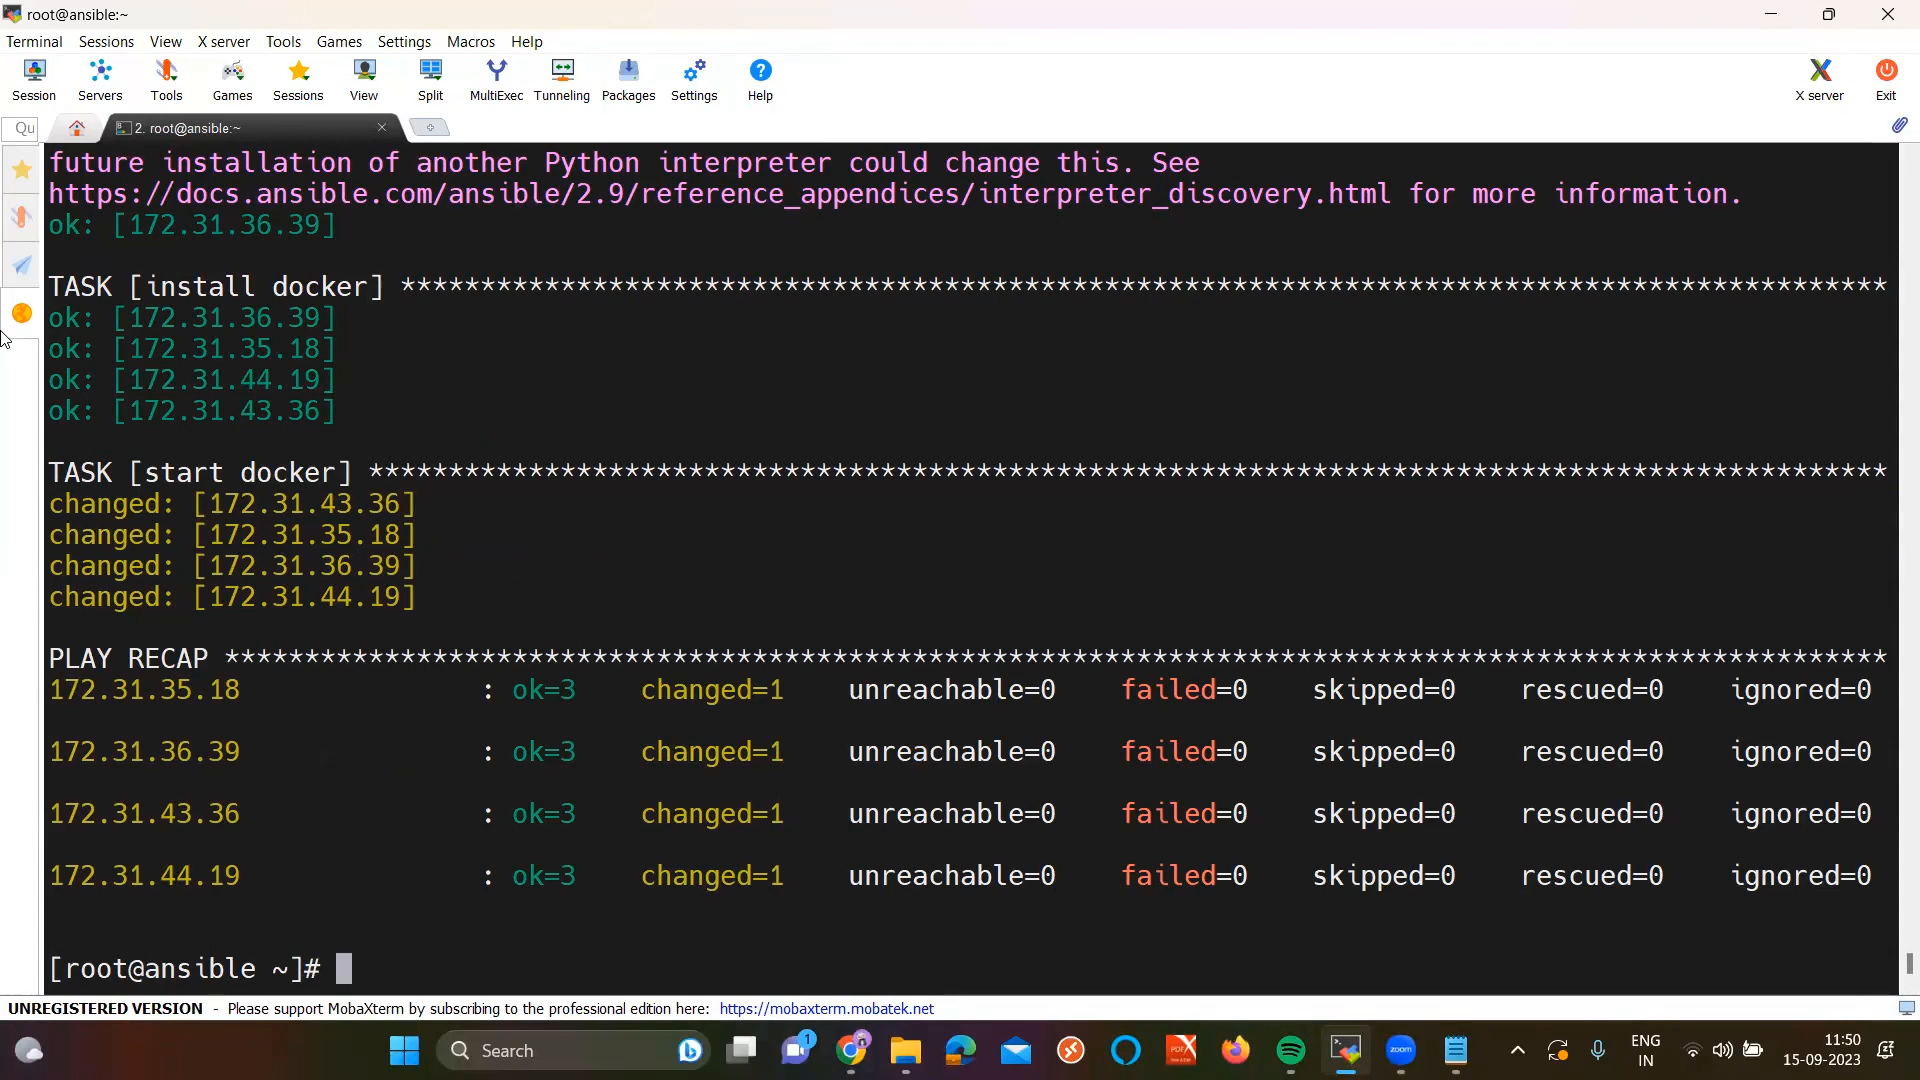 root@ansible:~
Terminal Sessions View X server Tools Games Settings Macros Help
Session Servers Tools Games Sessions View Split MultiExec Tunneling Packages Settings Help X server Exit
Qu 2. root@ansible:~
future installation of another Python interpreter could change this. See
https://docs.ansible.com/ansible/2.9/reference_appendices/interpreter_discovery.html for more information.
ok: [172.31.36.39]
TASK [install docker] *********************************************************************************************
ok: [172.31.36.39]
ok: [172.31.35.18]
ok: [172.31.44.19]
ok: [172.31.43.36]
TASK [start docker] ***********************************************************************************************
changed: [172.31.43.36]
changed: [172.31.35.18]
changed: [172.31.36.39]
changed: [172.31.44.19]
PLAY RECAP ********************************************************************************************************
172.31.35.18 : ok=3 changed=1 unreachable=0 failed=0 skipped=0 rescued=0 ignored=0
172.31.36.39 : ok=3 changed=1 unreachable=0 failed=0 skipped=0 rescued=0 ignored=0
172.31.43.36 : ok=3 changed=1 unreachable=0 failed=0 skipped=0 rescued=0 ignored=0
172.31.44.19 : ok=3 changed=1 unreachable=0 failed=0 skipped=0 rescued=0 ignored=0
[root@ansible ~]#
UNREGISTERED VERSION - Please support MobaXterm by subscribing to the professional edition here: https://mobaxterm.mobatek.net
Search 1 zoom ENG 11:50
IN 15-09-2023